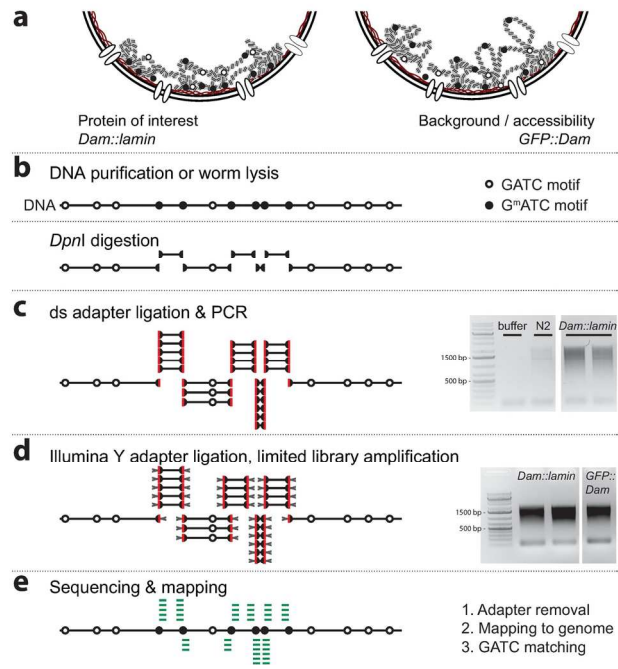 a
Protein of interest
Dam::lamin
Background / accessibility
GFP::Dam
b DNA purification or worm lysis
GATC motif
DNA
GᵐATC motif
DpnI digestion
c ds adapter ligation & PCR
buffer N2 Dam::lamin
1500 bp
500 bp
d Illumina Y adapter ligation, limited library amplification
Dam::lamin GFP::
Dam
1500 bp
500 bp
e Sequencing & mapping
1. Adapter removal
2. Mapping to genome
3. GATC matching